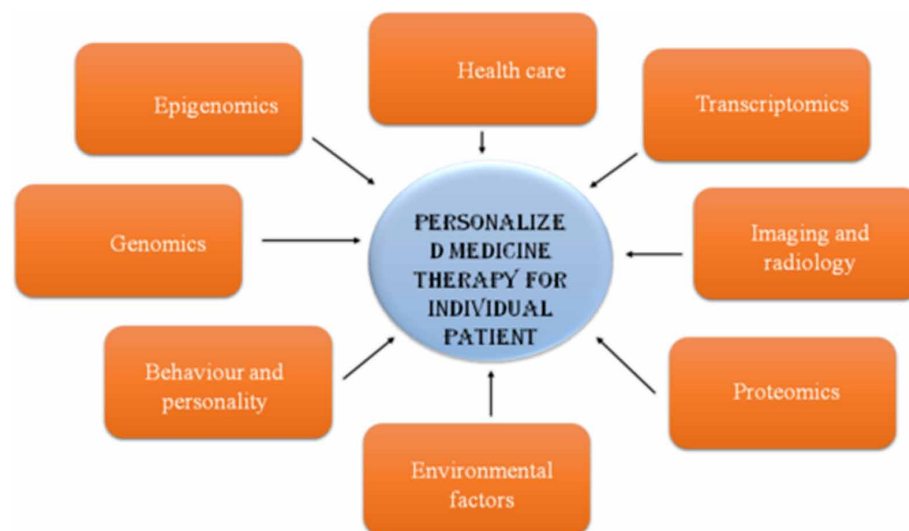 Health care
Epigenomics
Transcriptomics
Genomics
PERSONALIZE
D MEDICINE
THERAPY FOR
INDIVIDUAL
PATIENT
Imaging and
radiology
Behaviour and
personality
Proteomics
Environmental
factors